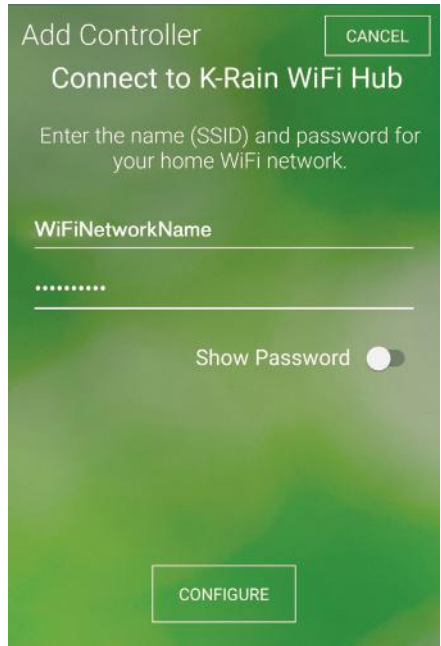 Add Controller
CANCEL
Connect to K-Rain WiFi Hub
Enter the name (SSID) and password for
your home WiFi network.
WiFiNetworkName
••••••••••
Show Password
CONFIGURE